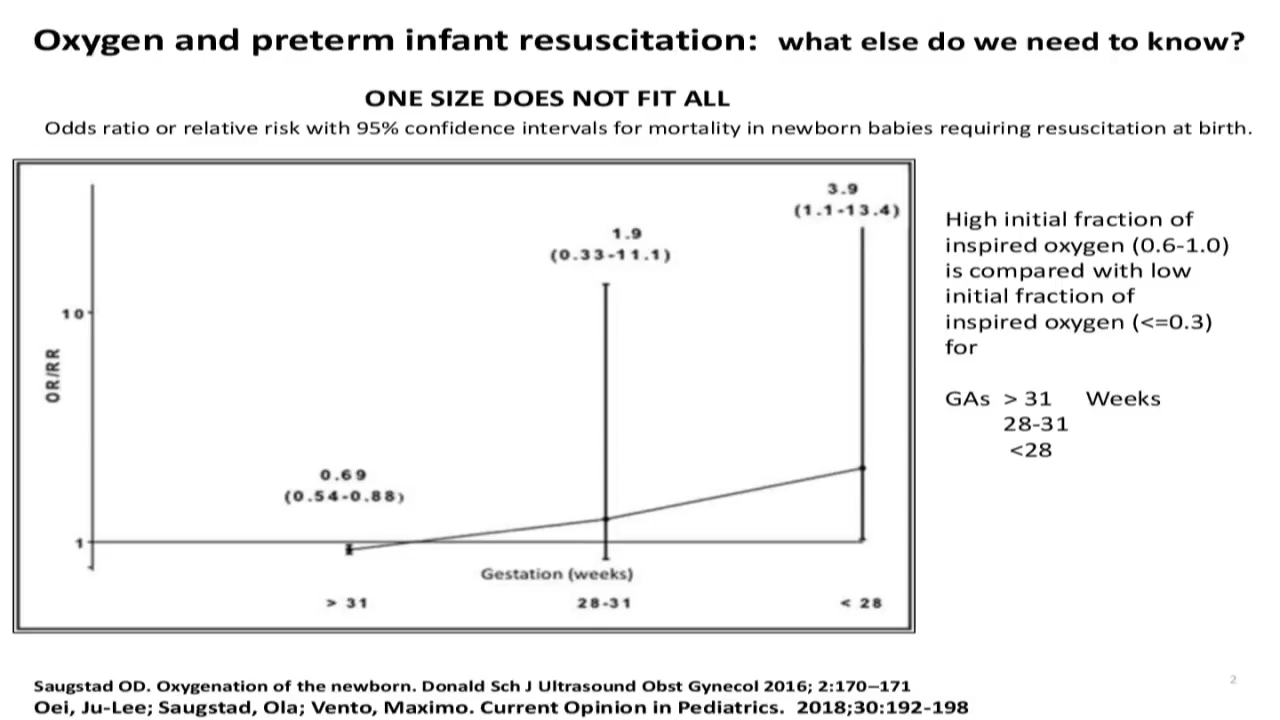 Oxygen and preterm infant resuscitation: what else do we need to know?
ONE SIZE DOES NOT FIT ALL
Odds ratio or relative risk with 95% confidence intervals for mortality in newborn babies requiring resuscitation at birth.
3.9
(1.1-13.4)
1.9
(0.33-11.1)
10
OR/RR
0.69
(0.54-0.88)
1
Gestation (weeks)
> 31
28-31
< 28
High initial fraction of
inspired oxygen (0.6-1.0)
is compared with low
initial fraction of
inspired oxygen (<=0.3)
for
GAs > 31 Weeks
28-31
<28
Saugstad OD. Oxygenation of the newborn. Donald Sch J Ultrasound Obst Gynecol 2016; 2:170–171
Oei, Ju-Lee; Saugstad, Ola; Vento, Maximo. Current Opinion in Pediatrics. 2018;30:192-198
2